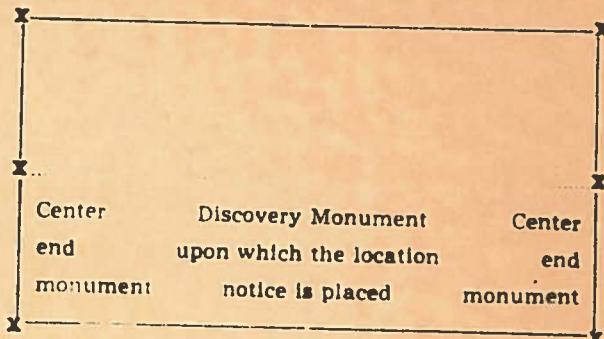 X X
X X
Center Discovery Monument Center
end upon which the location end
monument notice is placed monument
X X